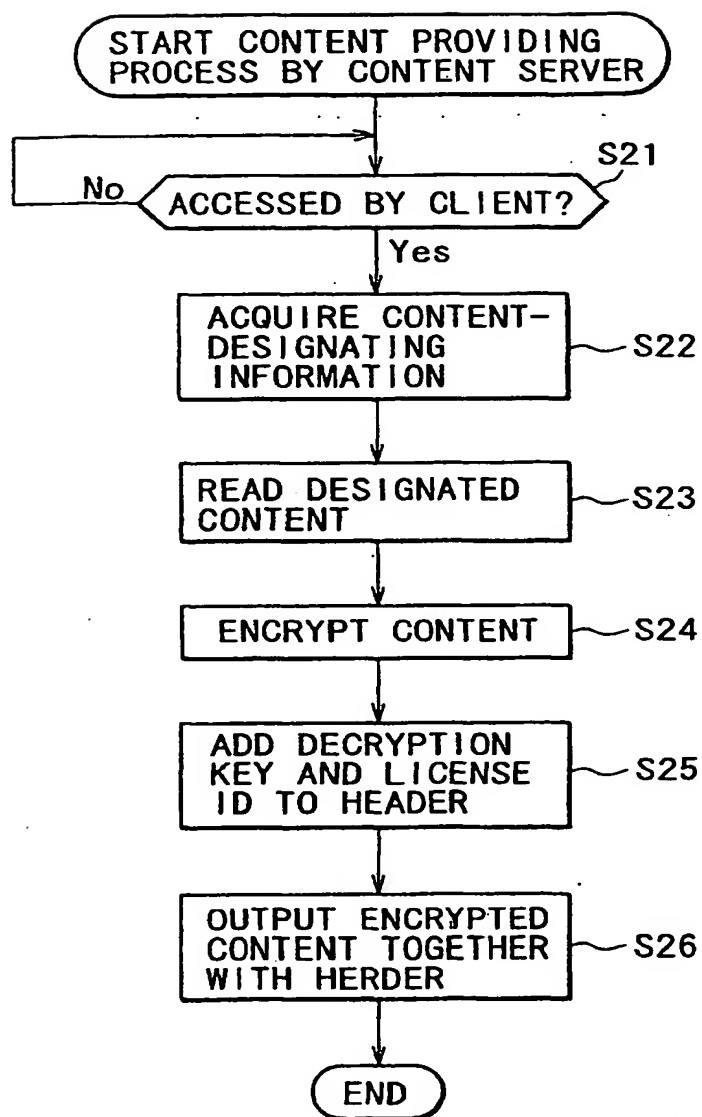 START CONTENT PROVIDING
PROCESS BY CONTENT SERVER
S21
No
ACCESSED BY CLIENT?
Yes
ACQUIRE CONTENT-
DESIGNATING
INFORMATION
S22
READ DESIGNATED
CONTENT
S23
ENCRYPT CONTENT
S24
ADD DECRYPTION
KEY AND LICENSE
ID TO HEADER
S25
OUTPUT ENCRYPTED
CONTENT TOGETHER
WITH HERDER
S26
END